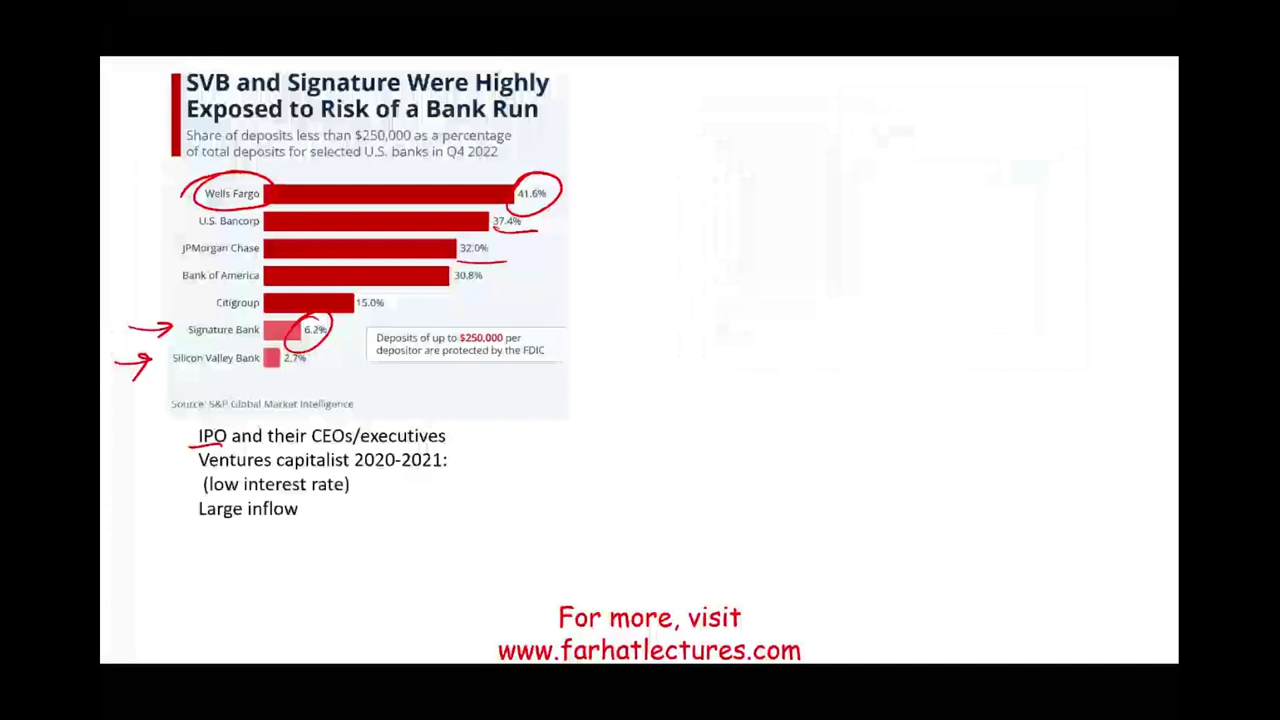 SVB and Signature Were Highly
Exposed to Risk of a Bank Run
Share of deposits less than $250,000 as a percentage
of total deposits for selected U.S. banks in Q4 2022
Wells Fargo 41.6%
U.S. Bancorp 37.4%
JPMorgan Chase 32.0%
Bank of America 30.8%
Citigroup 15.0%
Signature Bank 6.2%
Silicon Valley Bank 2.7%
Deposits of up to $250,000 per
depositor are protected by the FDIC
Source: S&P Global Market Intelligence
IPO and their CEOs/executives
Ventures capitalist 2020-2021:
(low interest rate)
Large inflow
For more, visit
www.farhatlectures.com